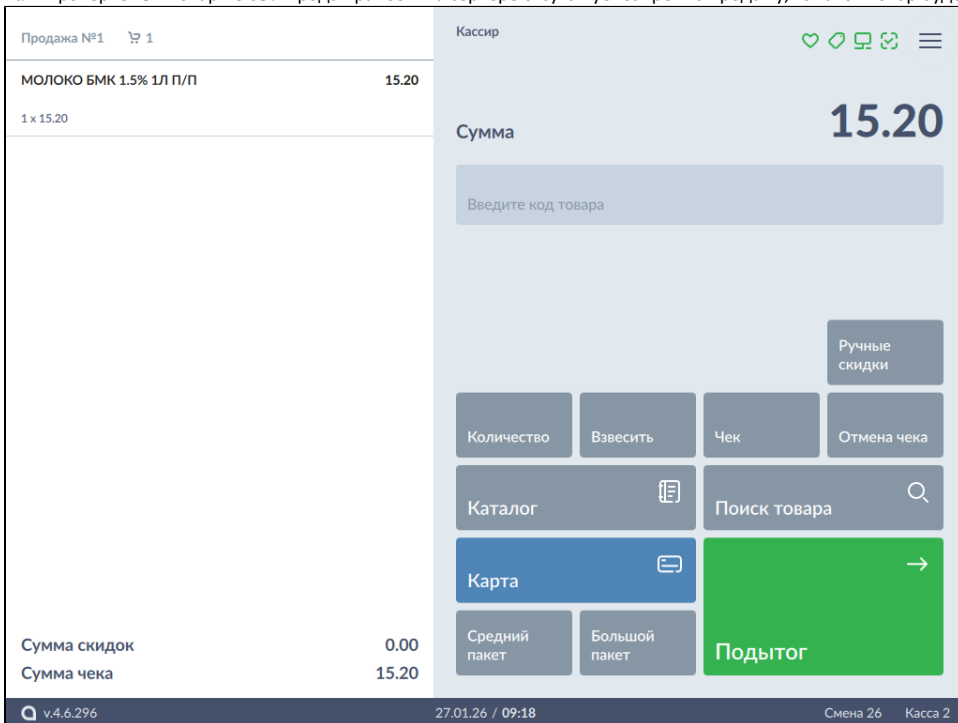 Продажа №1 1
МОЛОКО БМК 1.5% 1Л П/П 15.20
1 x 15.20
Сумма скидок 0.00
Сумма чека 15.20
Кассир
Сумма 15.20
Введите код товара
Ручные
скидки
Количество Взвесить Чек Отмена чека
Каталог Поиск товара
Карта
Средний
пакет
Большой
пакет
Подытог
v.4.6.296 27.01.26 / 09:18 Смена 26 Касса 2